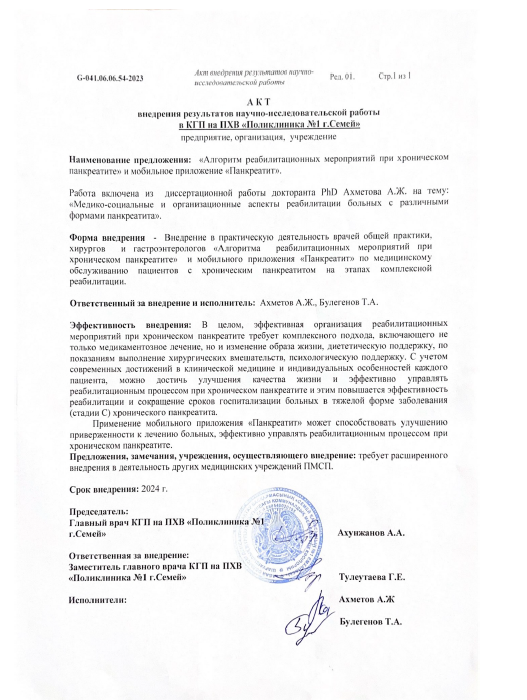 G-041.06.06.54-2023 Акт внедрения результатов научно- Ред. 01. Стр.1 из 1
исследовательской работы
А К Т
внедрения результатов научно-исследовательской работы
в КГП на ПХВ «Поликлиника №1 г.Семей»
предприятие, организация, учреждение
Наименование предложения: «Алгоритм реабилитационных мероприятий при хроническом
панкреатите» и мобильное приложение «Панкреатит».
Работа включена из диссертационной работы докторанта PhD Ахметова А.Ж. на тему:
«Медико-социальные и организационные аспекты реабилитации больных с различными
формами панкреатита».
Форма внедрения - Внедрение в практическую деятельность врачей общей практики,
хирургов и гастроэнтерологов «Алгоритма реабилитационных мероприятий при
хроническом панкреатите» и мобильного приложения «Панкреатит» по медицинскому
обслуживанию пациентов с хроническим панкреатитом на этапах комплексной
реабилитации.
Ответственный за внедрение и исполнитель: Ахметов А.Ж., Булегенов Т.А.
Эффективность внедрения: В целом, эффективная организация реабилитационных
мероприятий при хроническом панкреатите требует комплексного подхода, включающего не
только медикаментозное лечение, но и изменение образа жизни, диететическую поддержку, по
показаниям выполнение хирургических вмешательств, психологическую поддержку. С учетом
современных достижений в клинической медицине и индивидуальных особенностей каждого
пациента, можно достичь улучшения качества жизни и эффективно управлять
реабилитационным процессом при хроническом панкреатите и этим повышается эффективность
реабилитации и сокращение сроков госпитализации больных в тяжелой форме заболевания
(стадии С) хронического панкреатита.
Применение мобильного приложения «Панкреатит» может способствовать улучшению
приверженности к лечению больных, эффективно управлять реабилитационным процессом при
хроническом панкреатите.
Предложения, замечания, учреждения, осуществляющего внедрение: требует расширенного
внедрения в деятельность других медицинских учреждений ПМСП.
Срок внедрения: 2024 г.
Председатель:
Главный врач КГП на ПХВ «Поликлиника №1
г.Семей» Ахунжанов А.А.
Ответственная за внедрение:
Заместитель главного врача КГП на ПХВ
«Поликлиника №1 г.Семей» Тулеутаева Г.Е.
Исполнители: Ахметов А.Ж
Булегенов Т.А.